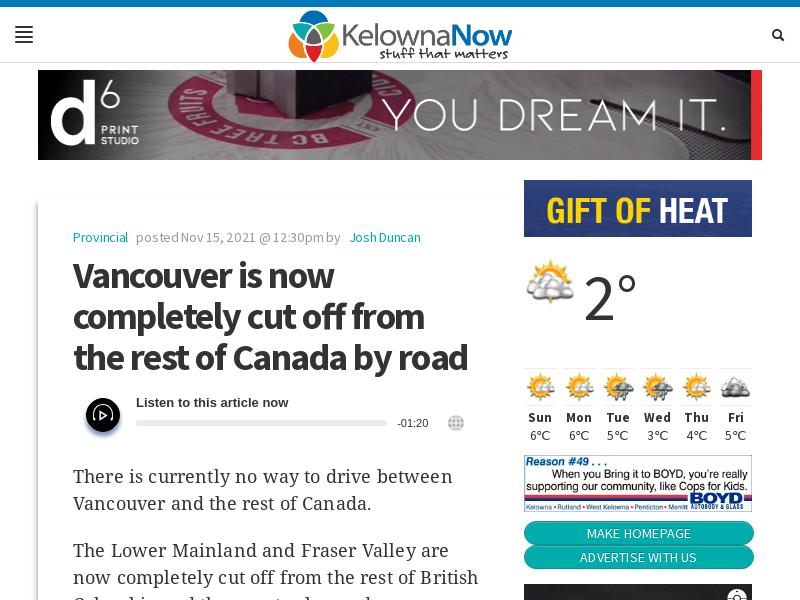 KelownaNow
stuff that matters
d6
PRINT
STUDIO
BC TREE FRUITS
YOU DREAM IT.
GIFT OF HEAT
Provincial posted Nov 15, 2021 @ 12:30pm by Josh Duncan
Vancouver is now
completely cut off from
the rest of Canada by road
Listen to this article now
-01:20
There is currently no way to drive between
Vancouver and the rest of Canada.
The Lower Mainland and Fraser Valley are
now completely cut off from the rest of British
2°
Sun Mon Tue Wed Thu Fri
6°C 6°C 5°C 3°C 4°C 5°C
Reason #49 . . .
When you Bring it to BOYD, you're really
supporting our community, like Cops for Kids.
BOYD
AUTOBODY & GLASS
Kelowna • Rutland • West Kelowna • Penticton • Merritt
MAKE HOMEPAGE
ADVERTISE WITH US